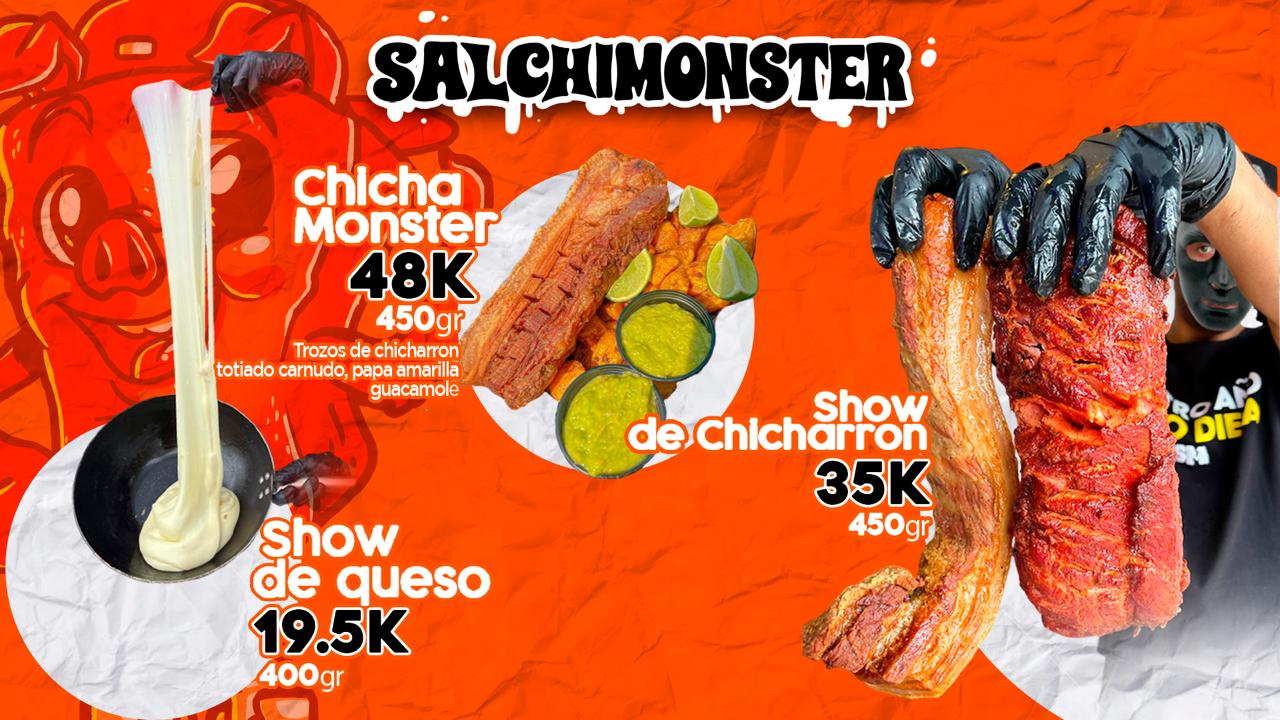 SALCHIMONSTER
Chicha
Monster
48K
450gr
Trozos de chicharron
totiado carnudo, papa amarilla
guacamole
Show
de Chicharron
35K
450gr
Show
de queso
19.5K
400gr